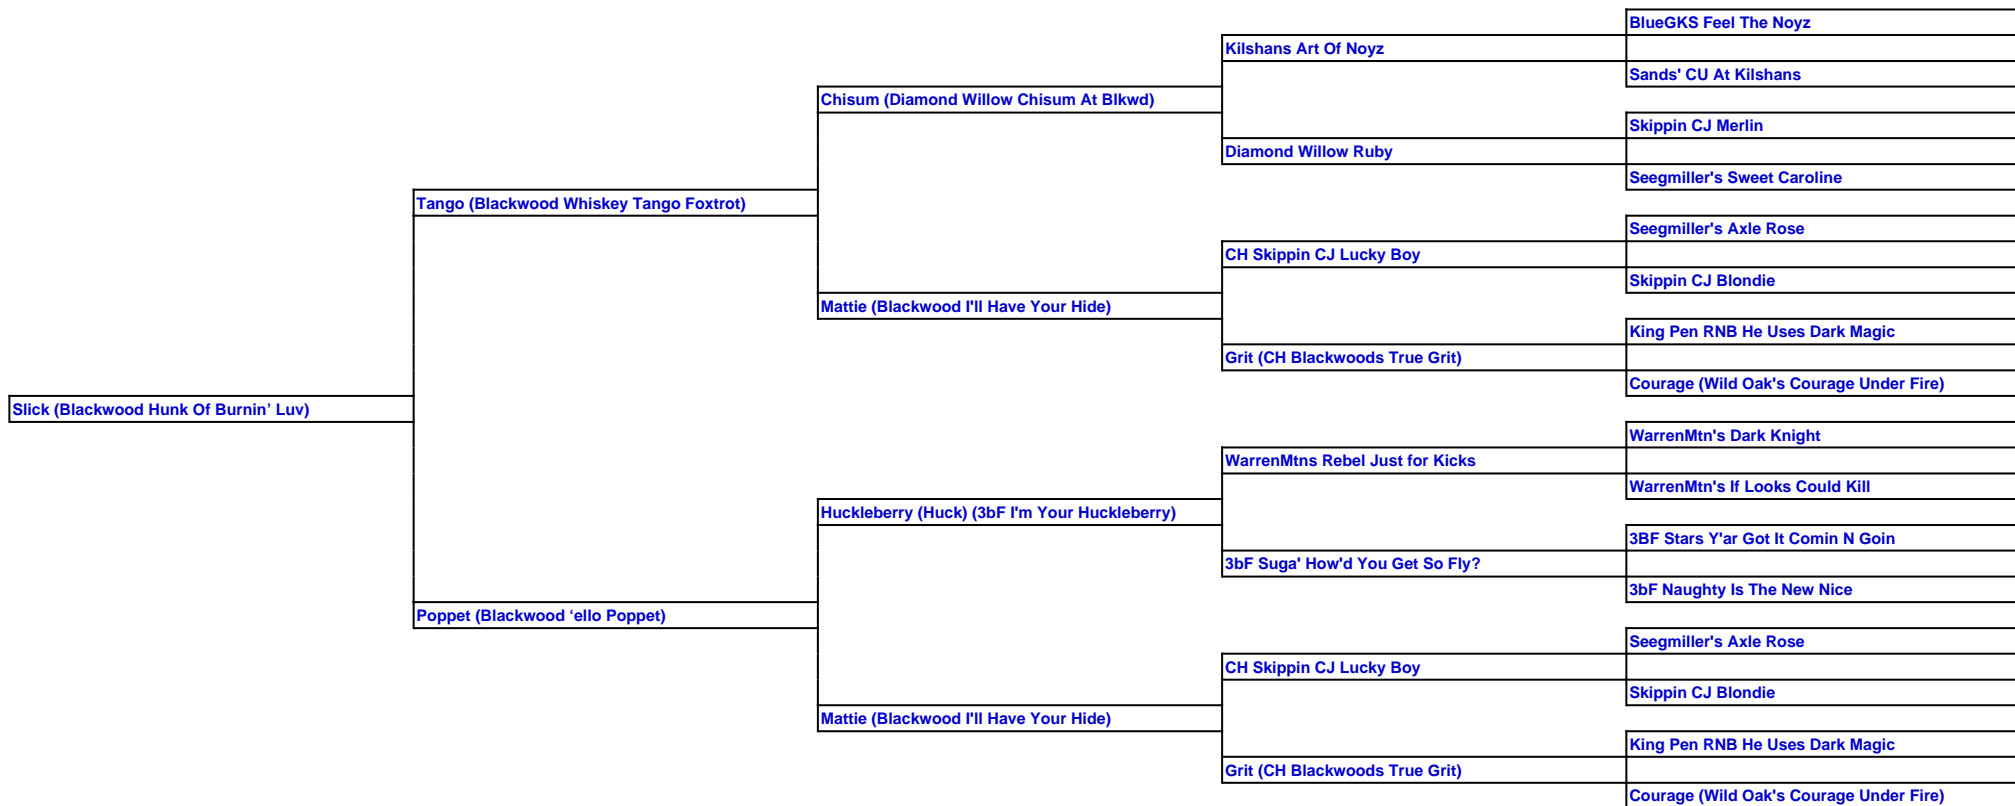 BlueGKS Feel The Noyz
Kilshans Art Of Noyz
Sands' CU At Kilshans
Chisum (Diamond Willow Chisum At Blkwd)
Skippin CJ Merlin
Diamond Willow Ruby
Seegmiller's Sweet Caroline
Tango (Blackwood Whiskey Tango Foxtrot)
Seegmiller's Axle Rose
CH Skippin CJ Lucky Boy
Skippin CJ Blondie
Mattie (Blackwood I'll Have Your Hide)
King Pen RNB He Uses Dark Magic
Grit (CH Blackwoods True Grit)
Courage (Wild Oak's Courage Under Fire)
Slick (Blackwood Hunk Of Burnin’ Luv)
WarrenMtn's Dark Knight
WarrenMtns Rebel Just for Kicks
WarrenMtn's If Looks Could Kill
Huckleberry (Huck) (3bF I'm Your Huckleberry)
3BF Stars Y'ar Got It Comin N Goin
3bF Suga' How'd You Get So Fly?
3bF Naughty Is The New Nice
Poppet (Blackwood ‘ello Poppet)
Seegmiller's Axle Rose
CH Skippin CJ Lucky Boy
Skippin CJ Blondie
Mattie (Blackwood I'll Have Your Hide)
King Pen RNB He Uses Dark Magic
Grit (CH Blackwoods True Grit)
Courage (Wild Oak's Courage Under Fire)